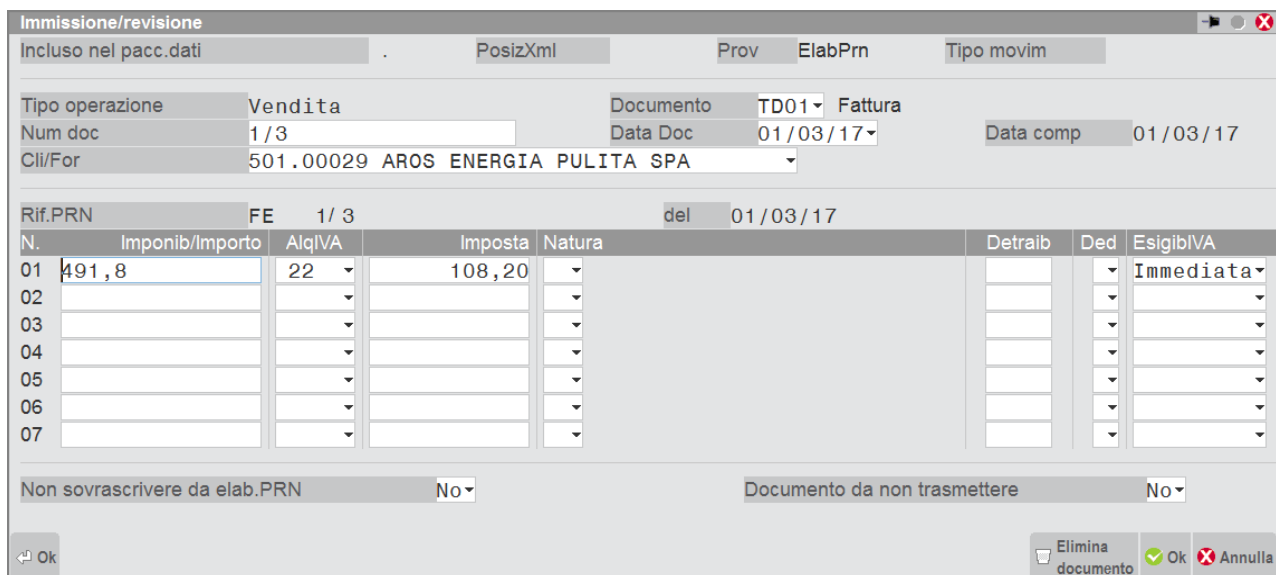 Immissione/revisione
Incluso nel pacc.dati . PosizXml Prov ElabPrn Tipo movim
Tipo operazione Vendita Documento TD01 Fattura
Num doc 1/3 Data Doc 01/03/17 Data comp 01/03/17
Cli/For 501.00029 AROS ENERGIA PULITA SPA
Rif.PRN FE 1/ 3 del 01/03/17
N. Imponib/Importo AlqIVA Imposta Natura Detraib Ded EsigibIVA
01 491,8 22 108,20 Immediata
02
03
04
05
06
07
Non sovrascrivere da elab.PRN No Documento da non trasmettere No
Ok Elimina documento Ok Annulla